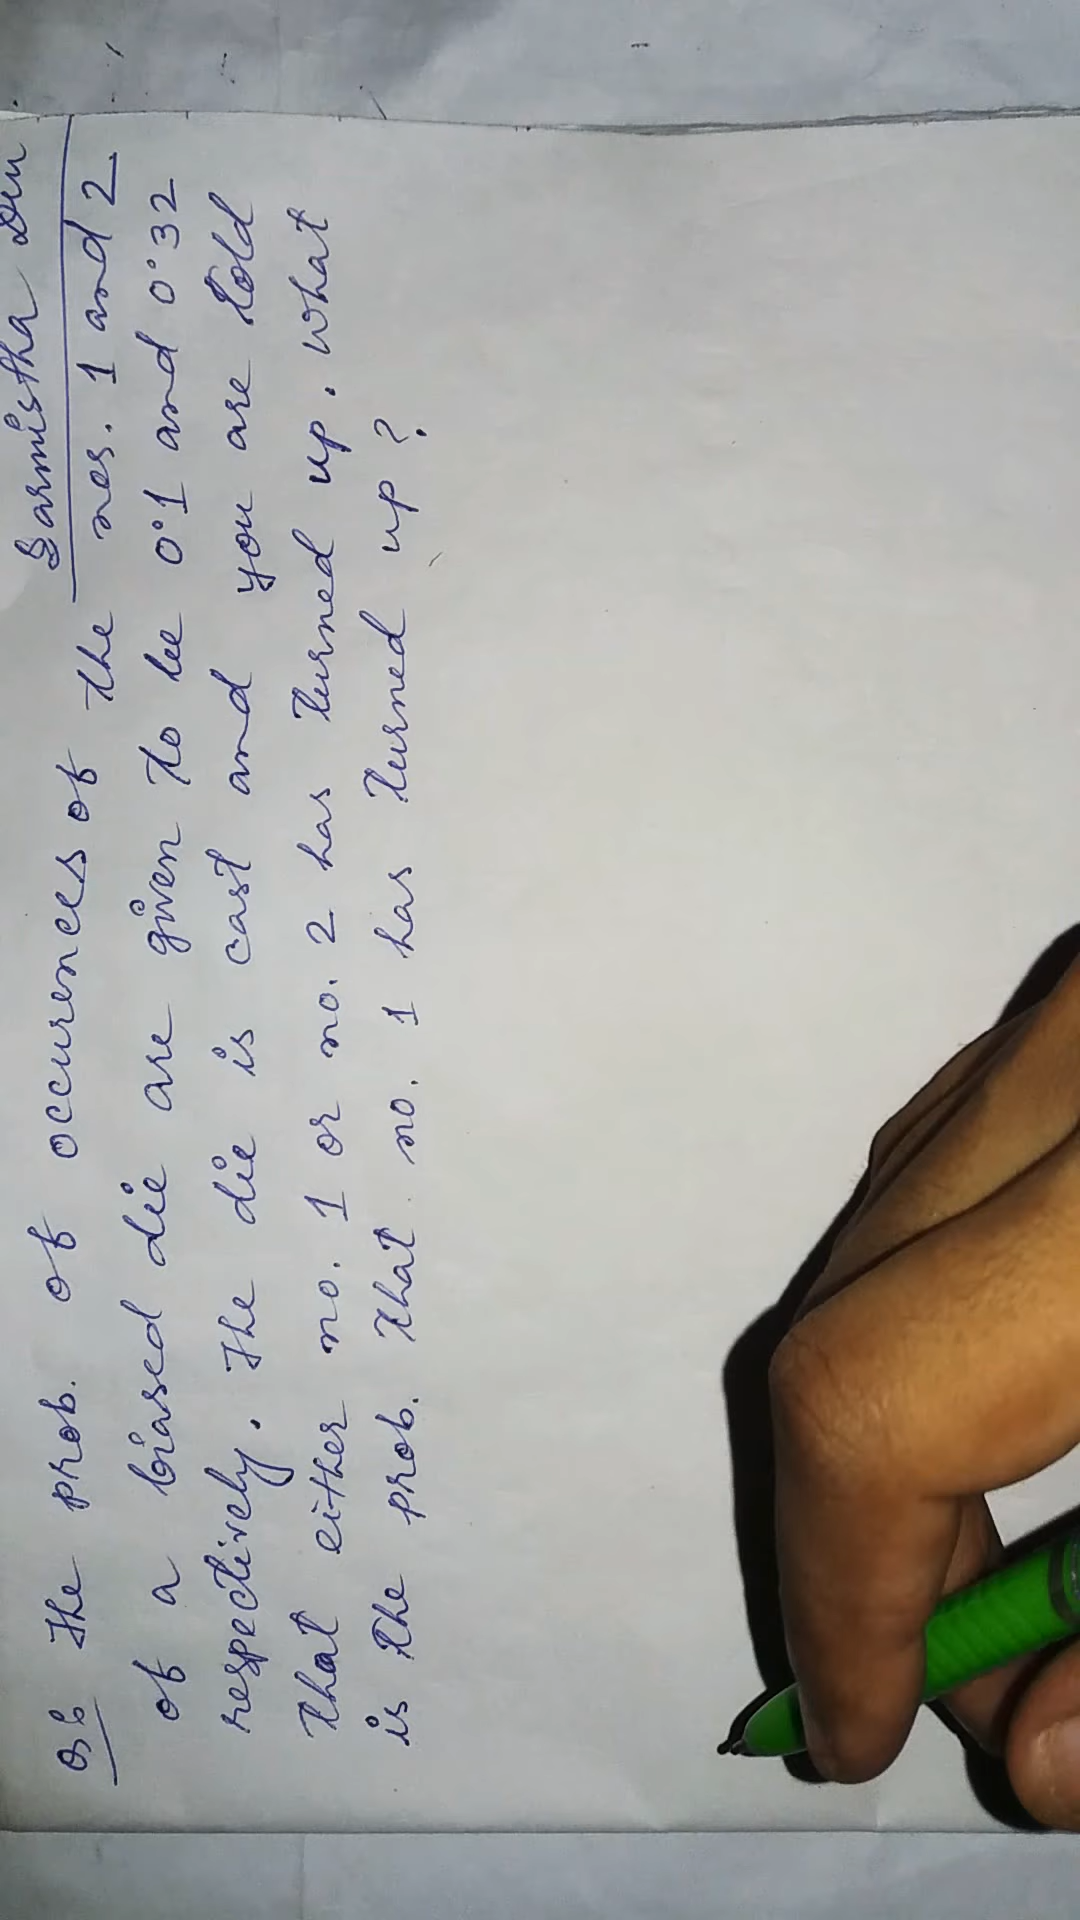 Sarmistha
Q. The prob. of occurences of the nos. 1 and 2
of a biased die are given to be 0.1 and 0.32
respectively. The die is cast and you are told
that either no. 1 or no. 2 has turned up. what
is the prob. that no. 1 has turned up?